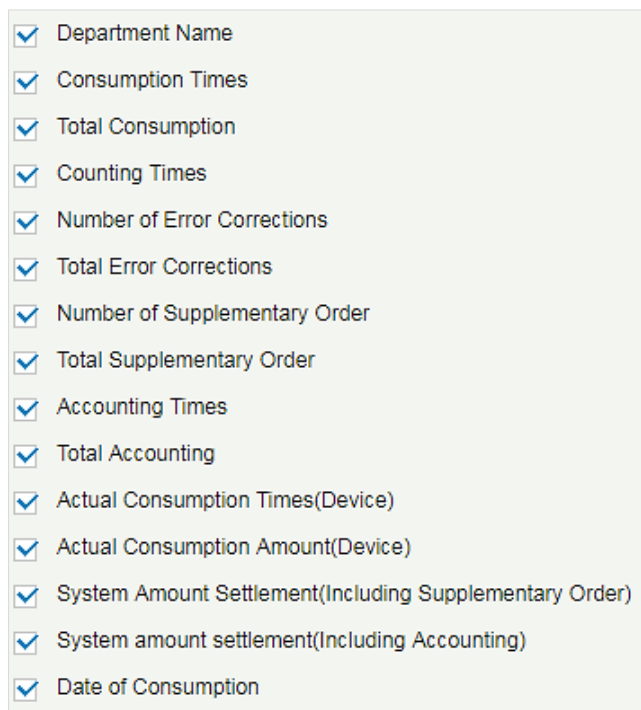 Department Name
Consumption Times
Total Consumption
Counting Times
Number of Error Corrections
Total Error Corrections
Number of Supplementary Order
Total Supplementary Order
Accounting Times
Total Accounting
Actual Consumption Times(Device)
Actual Consumption Amount(Device)
System Amount Settlement(Including Supplementary Order)
System amount settlement(Including Accounting)
Date of Consumption